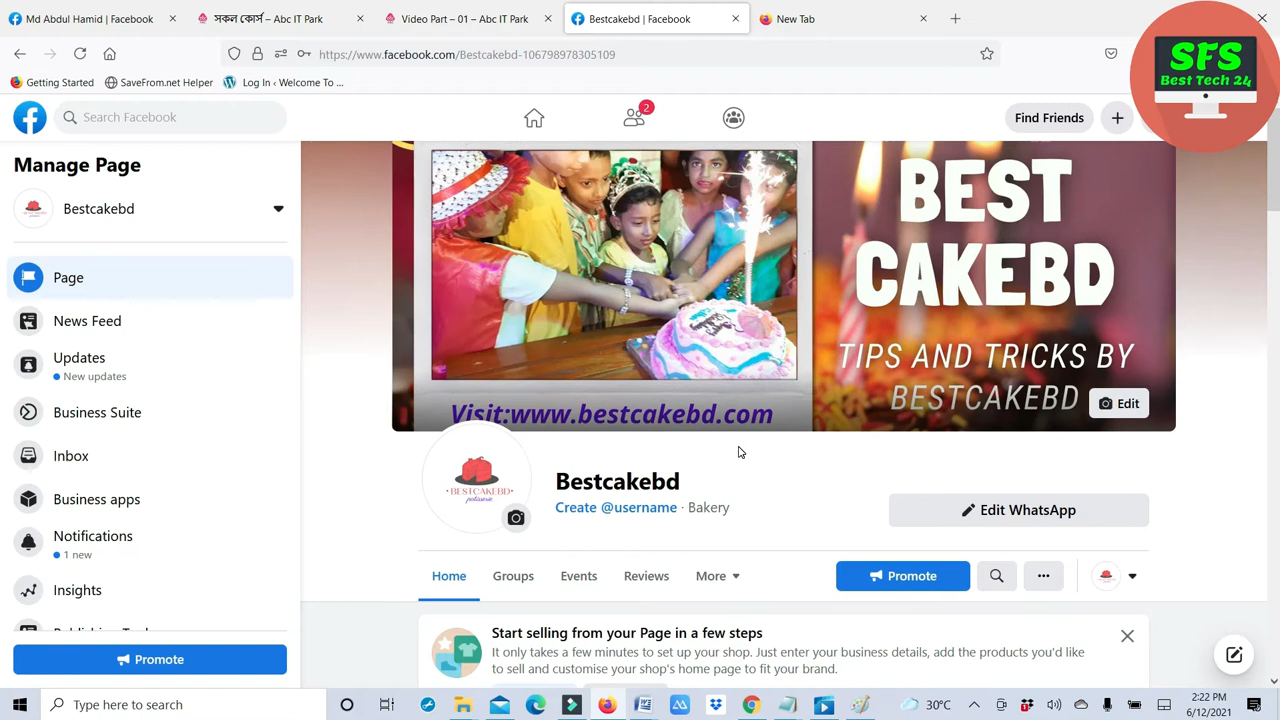 Md Abdul Hamid | Facebook
সকল কোর্স – Abc IT Park
Video Part – 01 – Abc IT Park
Bestcakebd | Facebook
New Tab
https://www.facebook.com/Bestcakebd-106798978305109
Getting Started
SaveFrom.net Helper
Log In ‹ Welcome To ...
SFS
Best Tech 24
Search Facebook
2
Find Friends
Manage Page
Bestcakebd
Page
News Feed
Updates
New updates
Business Suite
Inbox
Business apps
Notifications
1 new
Insights
Promote
BEST
CAKEBD
TIPS AND TRICKS BY
BESTCAKEBD
Edit
Visit:www.bestcakebd.com
BESTCAKEBD
patisserie
Bestcakebd
Create @username · Bakery
Edit WhatsApp
Home
Groups
Events
Reviews
More
Promote
Start selling from your Page in a few steps
It only takes a few minutes to set up your shop. Just enter your business details, add the products you'd like
to sell and customise your shop's home page to fit your brand.
Type here to search
30°C
2:22 PM
6/12/2021